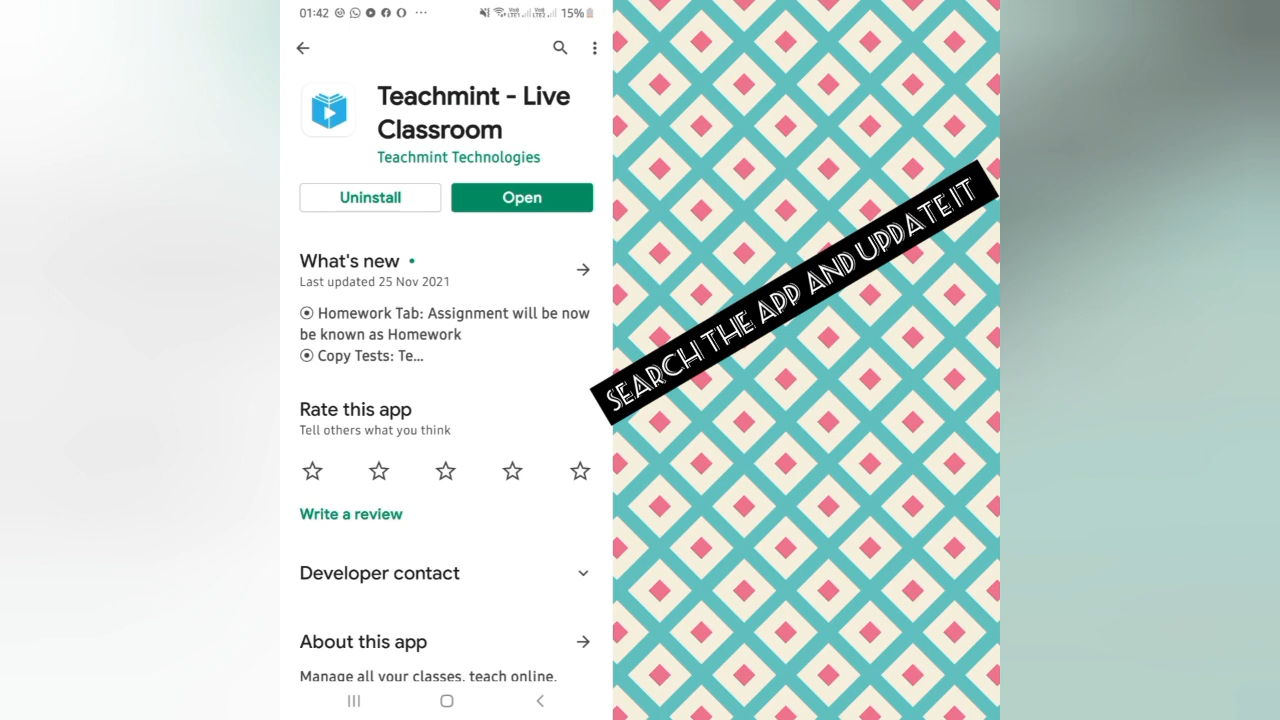 01:42
15%
Teachmint - Live
Classroom
Teachmint Technologies
Uninstall
Open
What's new
Last updated 25 Nov 2021
Homework Tab: Assignment will be now
be known as Homework
Copy Tests: Te...
Rate this app
Tell others what you think
Write a review
Developer contact
About this app
Manage all your classes, teach online,
SEARCH THE APP AND UPDATE IT